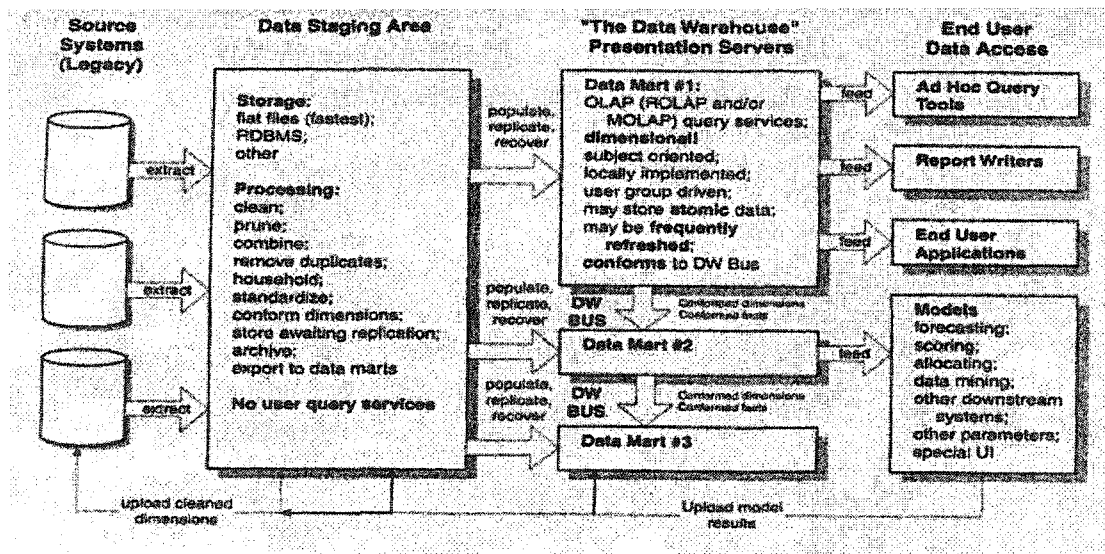 Source
Systems
(Legacy)
Data Staging Area
"The Data Warehouse"
Presentation Servers
End User
Data Access
extract
extract
extract
Storage:
flat files (fastest);
RDBMS;
other
Processing:
clean;
prune;
combine;
remove duplicates;
household;
standardize;
conform dimensions;
store awaiting replication;
archive;
export to data marts
No user query services
populate,
replicate,
recover
populate,
replicate,
recover
populate,
replicate,
recover
Data Mart #1:
OLAP (ROLAP and/or
MOLAP) query services;
dimensional!
subject oriented;
locally implemented;
user group driven;
may store atomic data;
may be frequently
refreshed;
conforms to DW Bus
DW
BUS
Conformed dimensions
Conformed facts
Data Mart #2
DW
BUS
Conformed dimensions
Conformed facts
Data Mart #3
feed
feed
feed
feed
Ad Hoc Query
Tools
Report Writers
End User
Applications
Models
forecasting;
scoring;
allocating;
data mining;
other downstream
systems;
other parameters;
special UI
upload cleaned
dimensions
Upload model
results